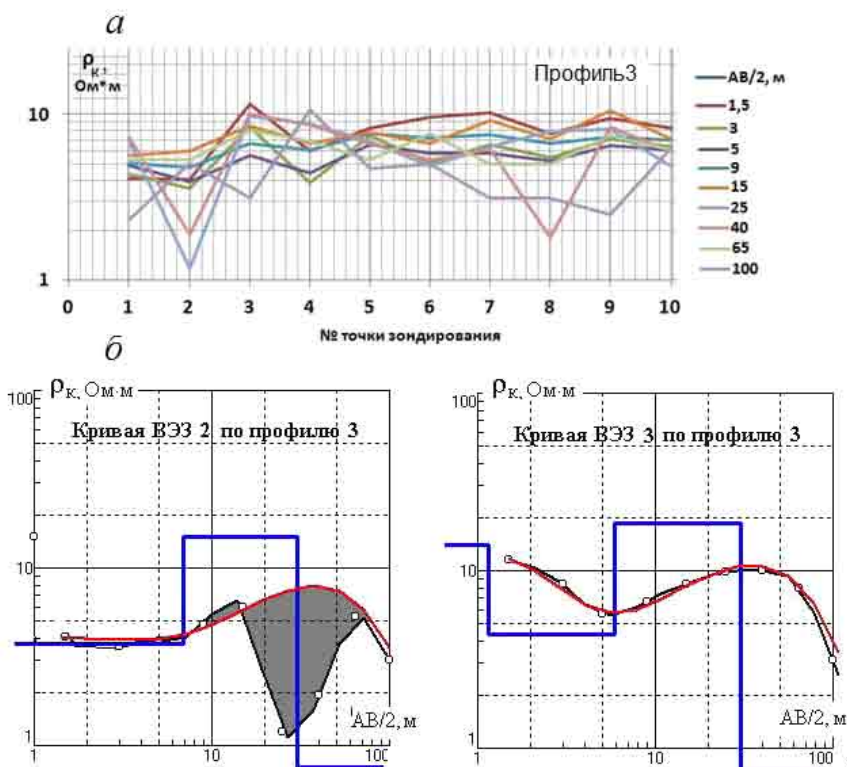 а
ρк,
Ом*м
Профиль3
10
1
0 1 2 3 4 5 6 7 8 9 10
№ точки зондирования
AB/2, м
1,5
3
5
9
15
25
40
65
100
б
ρк, Ом·м
100
Кривая ВЭЗ 2 по профилю 3
10
AB/2, м
1
1 10 100
ρк, Ом·м
100
Кривая ВЭЗ 3 по профилю 3
10
AB/2, м
1
1 10 100